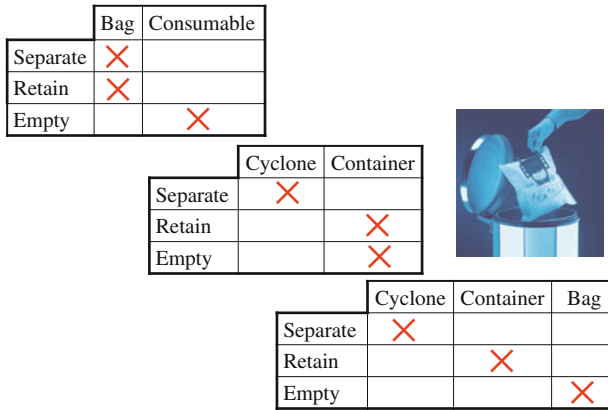 Bag Consumable
Separate
Retain
Empty
Cyclone Container
Separate
Retain
Empty
Cyclone Container Bag
Separate
Retain
Empty